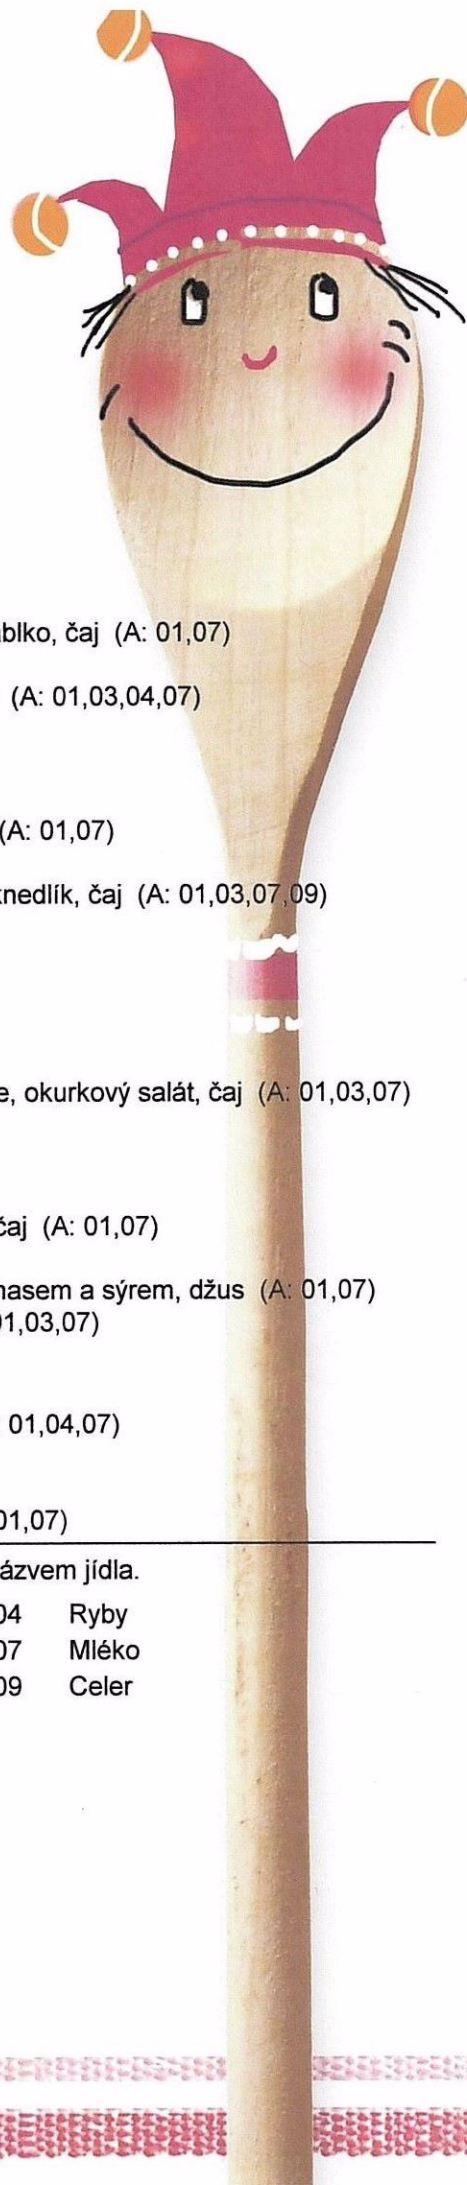 blko, čaj (A: 01,07)
(A: 01,03,04,07)
(A: 01,07)
knedlík, čaj (A: 01,03,07,09)
e, okurkový salát, čaj (A: 01,03,07)
čaj (A: 01,07)
masem a sýrem, džus (A: 01,07)
01,03,07)
01,04,07)
01,07)
ázvem jídla.
04 Ryby
07 Mléko
09 Celer